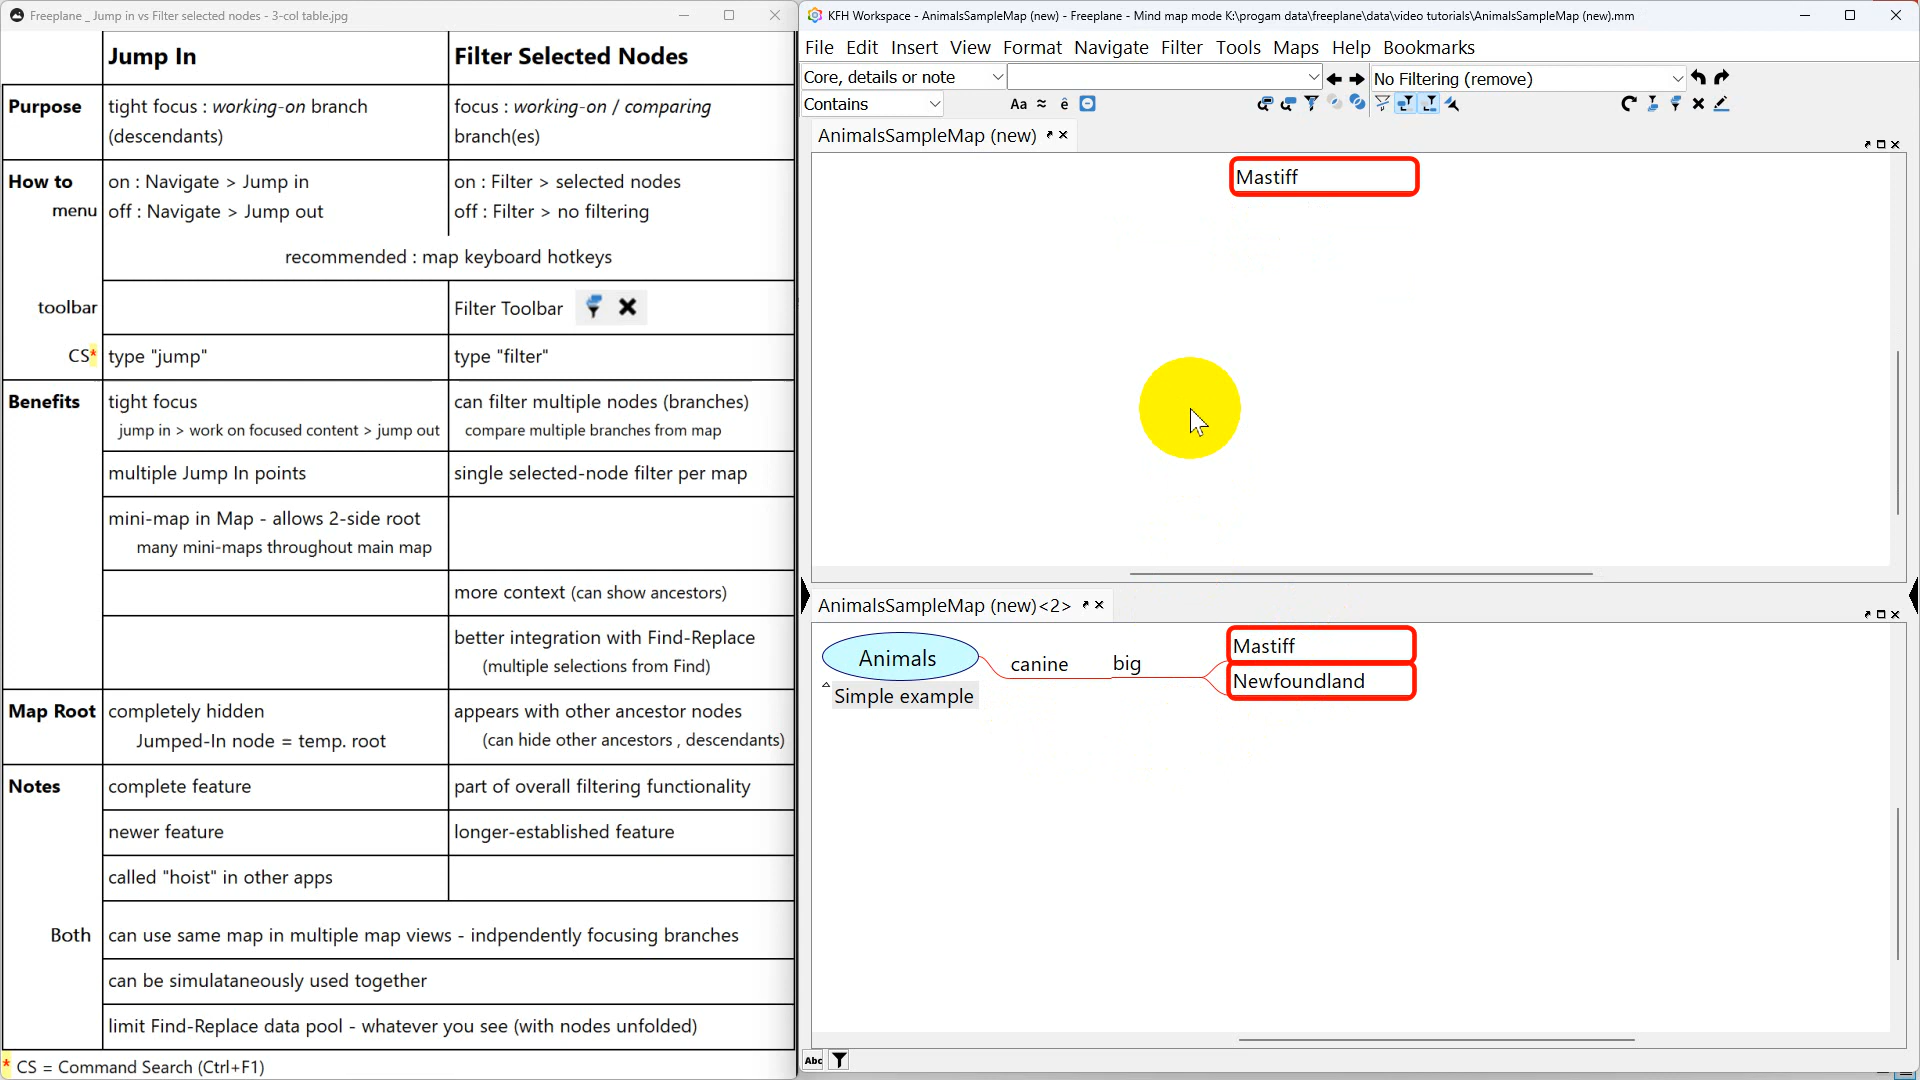 Freeplane _ Jump in vs Filter selected nodes - 3-col table.jpg
Jump In
Filter Selected Nodes
Purpose
tight focus : working-on branch
(descendants)
focus : working-on / comparing
branch(es)
How to
menu
on : Navigate > Jump in
off : Navigate > Jump out
on : Filter > selected nodes
off : Filter > no filtering
recommended : map keyboard hotkeys
toolbar
Filter Toolbar
CS*
type "jump"
type "filter"
Benefits
tight focus
jump in > work on focused content > jump out
can filter multiple nodes (branches)
compare multiple branches from map
multiple Jump In points
single selected-node filter per map
mini-map in Map - allows 2-side root
many mini-maps throughout main map
more context (can show ancestors)
better integration with Find-Replace
(multiple selections from Find)
Map Root
completely hidden
Jumped-In node = temp. root
appears with other ancestor nodes
(can hide other ancestors , descendants)
Notes
complete feature
part of overall filtering functionality
newer feature
longer-established feature
called "hoist" in other apps
Both
can use same map in multiple map views - indpendently focusing branches
can be simulataneously used together
limit Find-Replace data pool - whatever you see (with nodes unfolded)
* CS = Command Search (Ctrl+F1)
KFH Workspace - AnimalsSampleMap (new) - Freeplane - Mind map mode K:\progam data\freeplane\data\video tutorials\AnimalsSampleMap (new).mm
File Edit Insert View Format Navigate Filter Tools Maps Help Bookmarks
Core, details or note
No Filtering (remove)
Contains
Aa ≈ ê
AnimalsSampleMap (new)
Mastiff
AnimalsSampleMap (new)<2>
Animals
Simple example
canine
big
Mastiff
Newfoundland
Abc